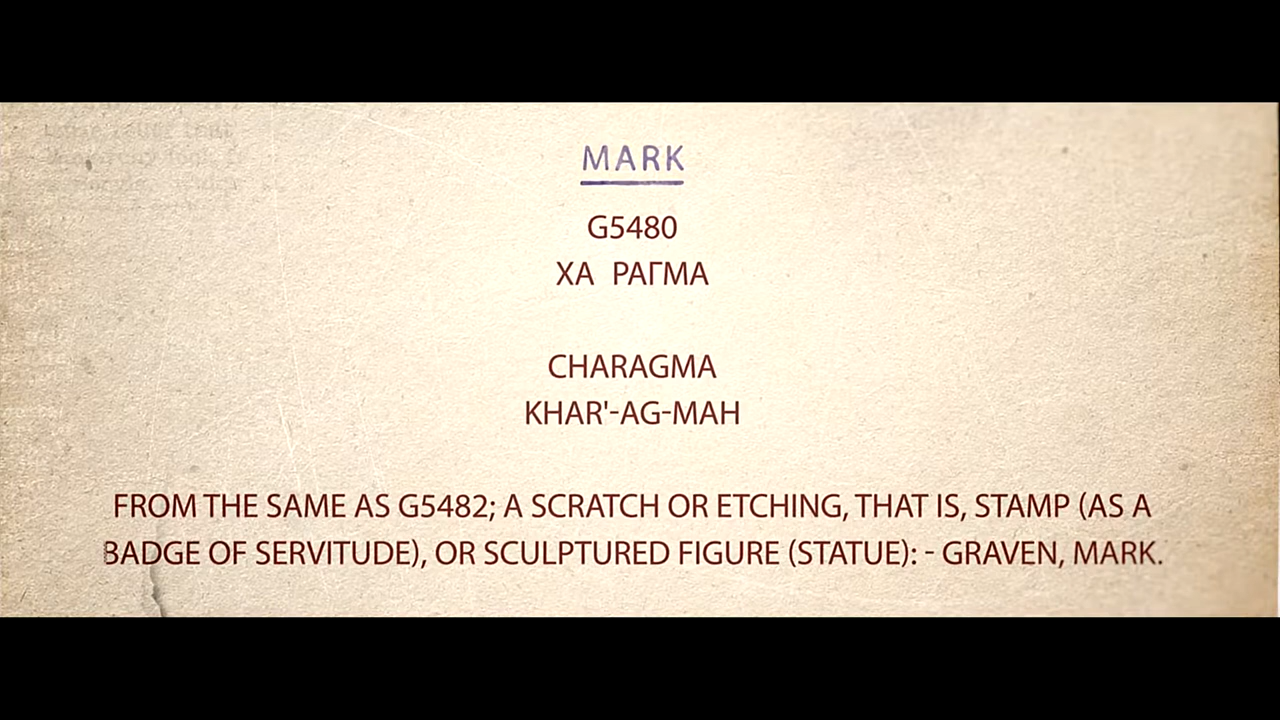 MARK
G5480
ΧΑ ΡΑΓΜΑ
CHARAGMA
KHAR'-AG-MAH
FROM THE SAME AS G5482; A SCRATCH OR ETCHING, THAT IS, STAMP (AS A
BADGE OF SERVITUDE), OR SCULPTURED FIGURE (STATUE): - GRAVEN, MARK.